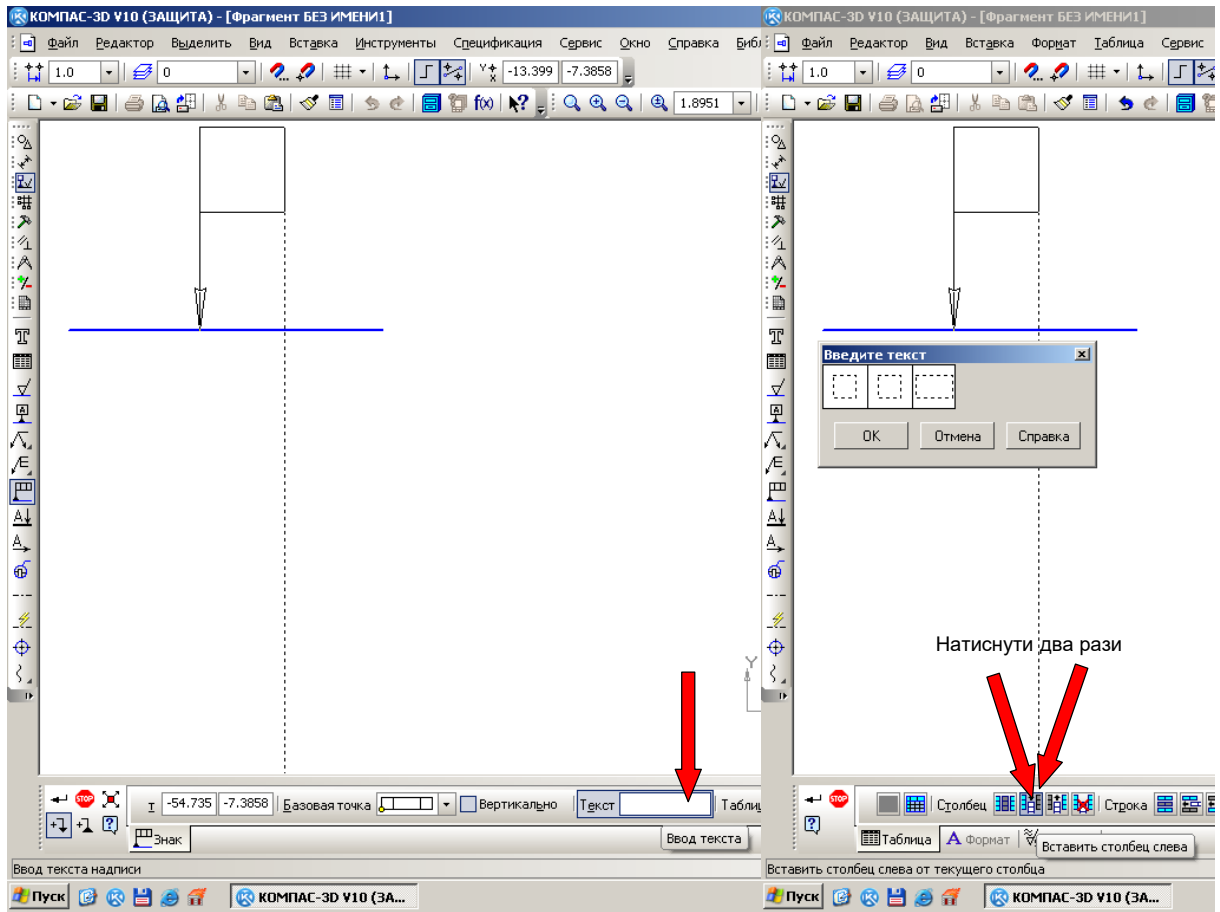 КОМПАС-3D V10 (ЗАЩИТА) - [Фрагмент БЕЗ ИМЕНИ1]
Файл Редактор Выделить Вид Вставка Инструменты Спецификация Сервис Окно Справка
1.0 0 -13.399 -7.3858
1.8951
T -54.735 -7.3858 Базовая точка Вертикально Текст
Знак
Ввод текста
Ввод текста надписи
Пуск КОМПАС-3D V10 (ЗА...
КОМПАС-3D V10 (ЗАЩИТА) - [Фрагмент БЕЗ ИМЕНИ1]
Файл Редактор Вид Вставка Формат Таблица Сервис
1.0 0
Введите текст
OK Отмена Справка
Натиснути два рази
Столбец Строка
Таблица Формат
Вставить столбец слева
Вставить столбец слева от текущего столбца
Пуск КОМПАС-3D V10 (ЗА...